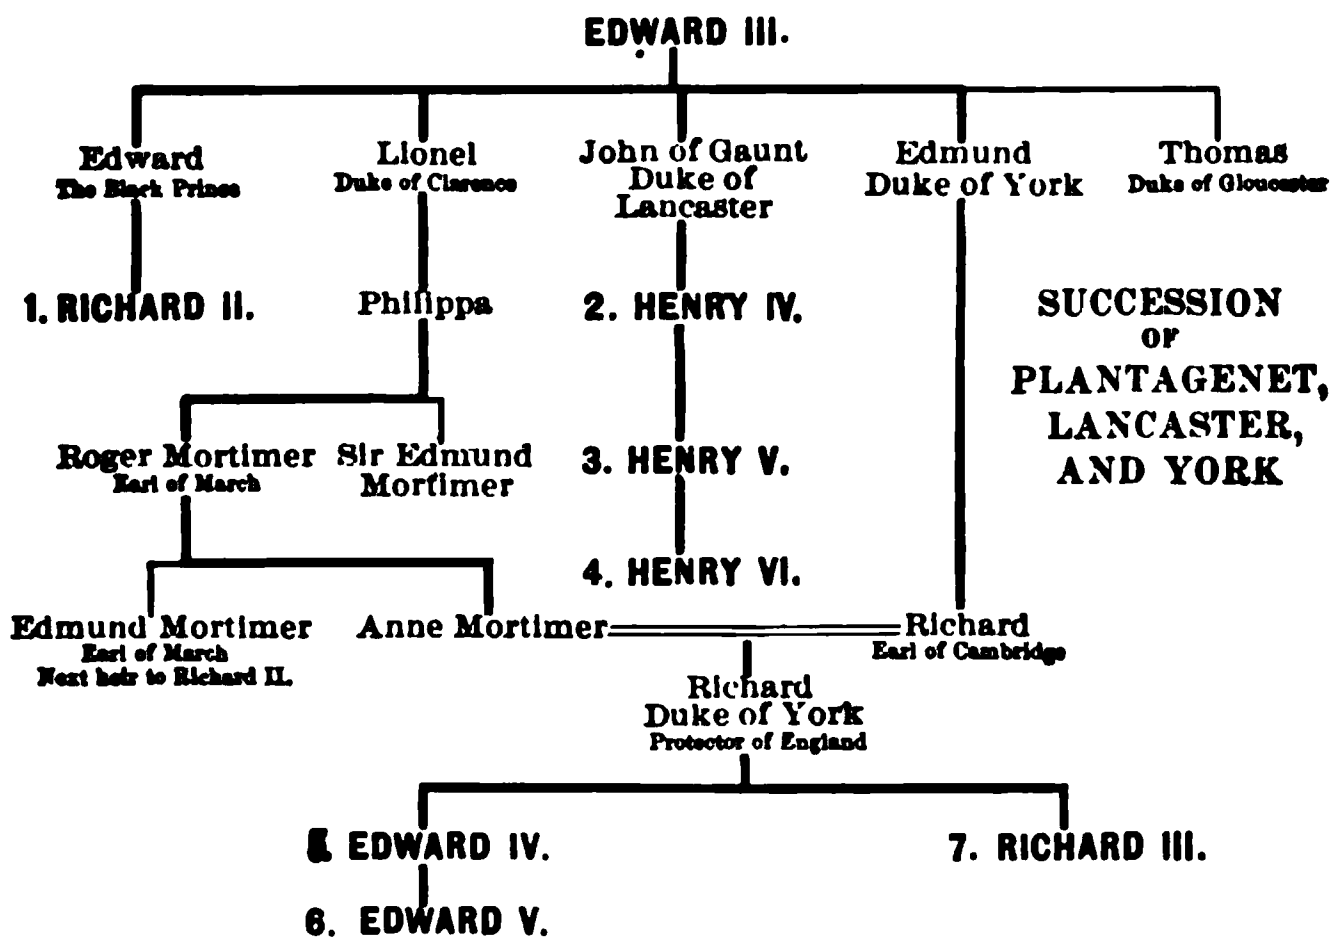 EDWARD III.
Edward
The Black Prince
Lionel
Duke of Clarence
John of Gaunt
Duke of
Lancaster
Edmund
Duke of York
Thomas
Duke of Gloucester
1. RICHARD II.
Philippa
2. HENRY IV.
SUCCESSION
OF
PLANTAGENET,
LANCASTER,
AND YORK
Roger Mortimer
Earl of March
Sir Edmund
Mortimer
3. HENRY V.
4. HENRY VI.
Edmund Mortimer
Earl of March
Next heir to Richard II.
Anne Mortimer
Richard
Earl of Cambridge
Richard
Duke of York
Protector of England
5. EDWARD IV.
7. RICHARD III.
6. EDWARD V.